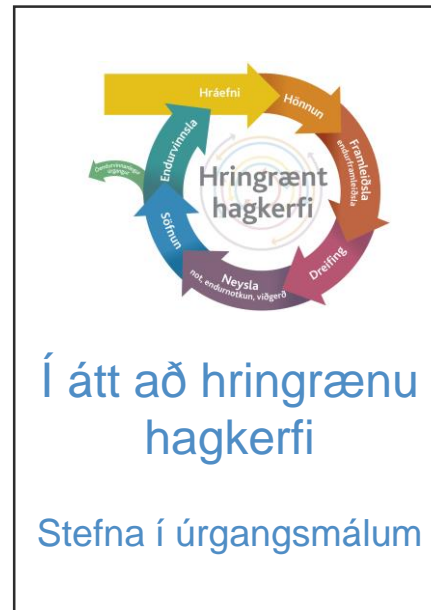 Hráefni
Hönnun
Framleiðsla
endurframleiðsla
Dreifing
Neysla
not, endurnotkun, viðgerð
Söfnun
Endurvinnsla
úrgangur
Hringrænt
hagkerfi
Í átt að hringrænu
hagkerfi
Stefna í úrgangsmálum